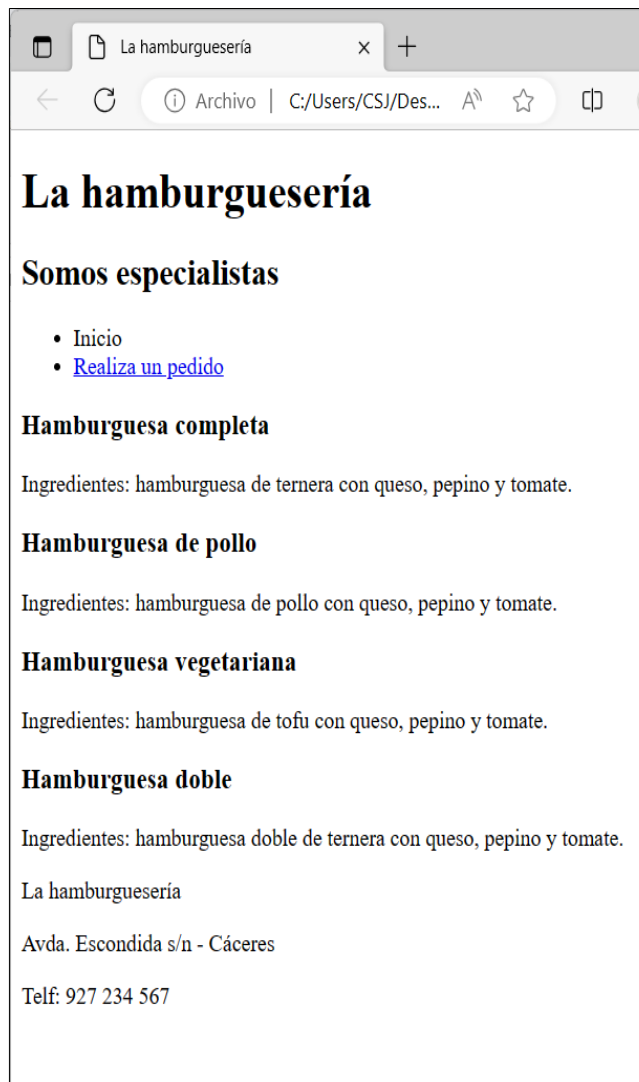 La hamburguesería
Archivo | C:/Users/CSJ/Des...
La hamburguesería
Somos especialistas
• Inicio
• Realiza un pedido
Hamburguesa completa
Ingredientes: hamburguesa de ternera con queso, pepino y tomate.
Hamburguesa de pollo
Ingredientes: hamburguesa de pollo con queso, pepino y tomate.
Hamburguesa vegetariana
Ingredientes: hamburguesa de tofu con queso, pepino y tomate.
Hamburguesa doble
Ingredientes: hamburguesa doble de ternera con queso, pepino y tomate.
La hamburguesería
Avda. Escondida s/n - Cáceres
Telf: 927 234 567